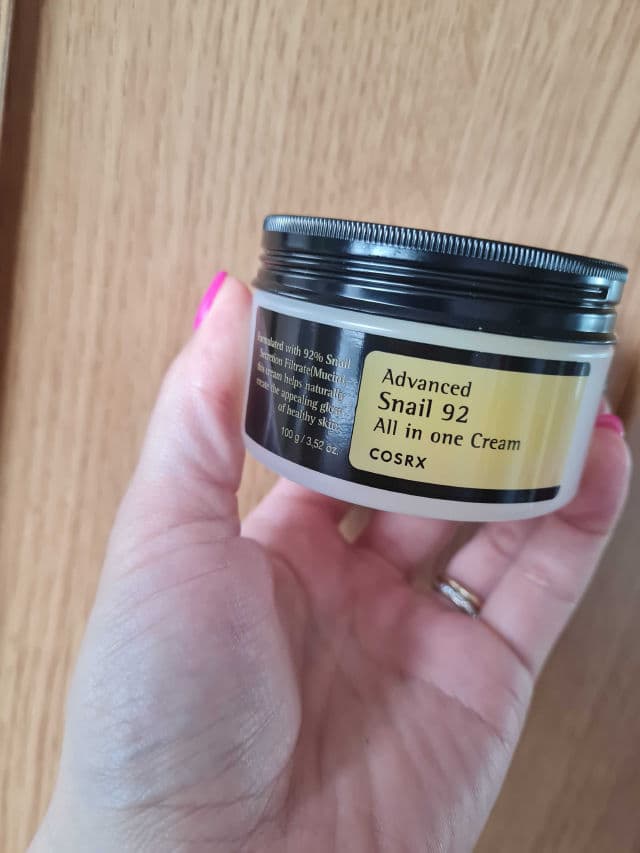 Formulated with 92% Snail
Secretion Filtrate(Mucin),
this cream helps naturally
create the appealing glow
of healthy skin.
100 g / 3,52 oz.
Advanced
Snail 92
All in one Cream
COSRX